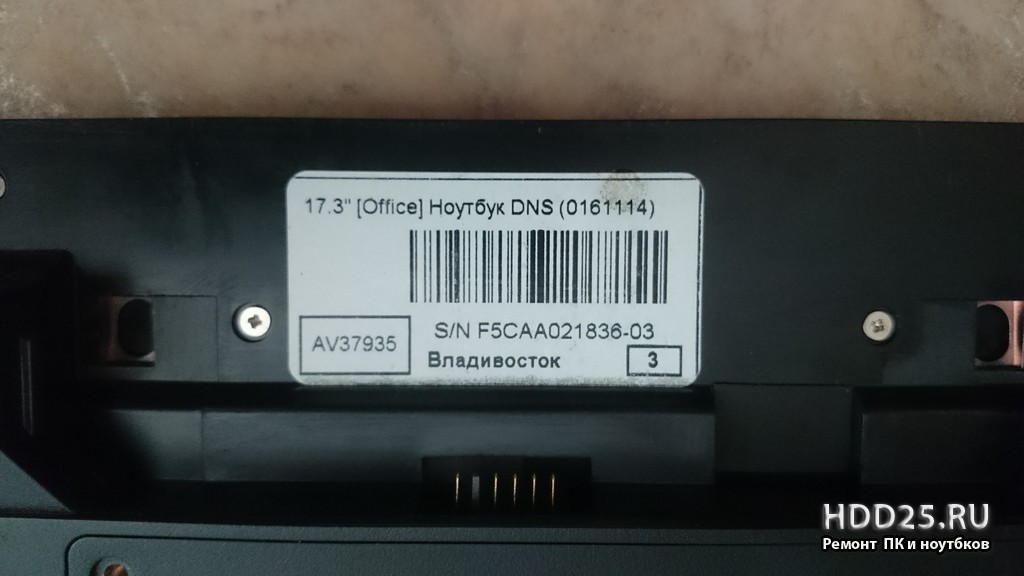 17.3" [Office] Ноутбук DNS (0161114)
S/N F5CAA021836-03
AV37935
Владивосток
3
HDD25.RU
Ремонт ПК и ноутбков